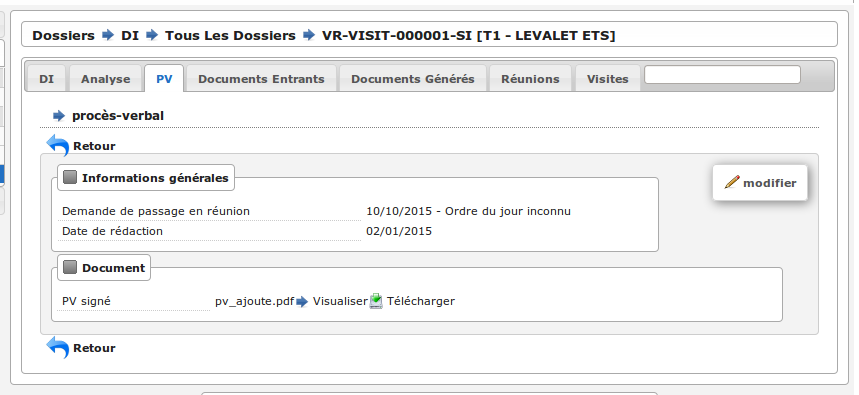 Dossiers DI Tous Les Dossiers VR-VISIT-000001-SI [T1 - LEVALET ETS]
DI Analyse PV Documents Entrants Documents Générés Réunions Visites
procès-verbal
Retour
Informations générales
modifier
Demande de passage en réunion 10/10/2015 - Ordre du jour inconnu
Date de rédaction 02/01/2015
Document
PV signé pv_ajoute.pdf Visualiser Télécharger
Retour